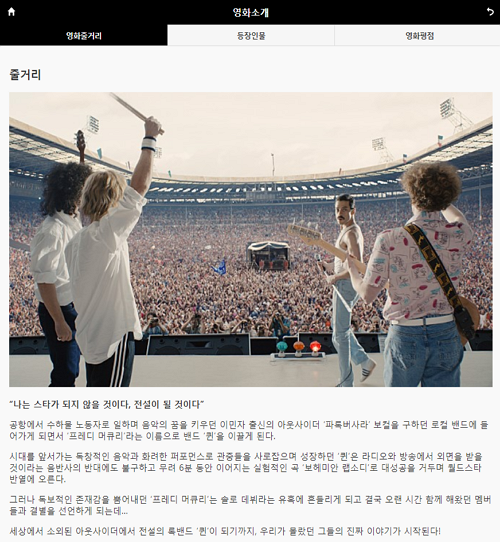 영화소개
영화줄거리 등장인물 영화평점
줄거리
“나는 스타가 되지 않을 것이다, 전설이 될 것이다”
공항에서 수하물 노동자로 일하며 음악의 꿈을 키우던 이민자 출신의 아웃사이더 ‘파록버사라’ 보컬을 구하던 로컬 밴드에 들
어가게 되면서 ‘프레디 머큐리’라는 이름으로 밴드 ‘퀸’을 이끌게 된다.
시대를 앞서가는 독창적인 음악과 화려한 퍼포먼스로 관중들을 사로잡으며 성장하던 ‘퀸’은 라디오와 방송에서 외면을 받을
것이라는 음반사의 반대에도 불구하고 무려 6분 동안 이어지는 실험적인 곡 ‘보헤미안 랩소디’로 대성공을 거두며 월드스타
반열에 오른다.
그러나 독보적인 존재감을 뿜어내던 ‘프레디 머큐리’는 솔로 데뷔라는 유혹에 흔들리게 되고 결국 오랜 시간 함께 해왔던 멤버
들과 결별을 선언하게 되는데...
세상에서 소외된 아웃사이더에서 전설의 록밴드 ‘퀸’이 되기까지, 우리가 몰랐던 그들의 진짜 이야기가 시작된다!